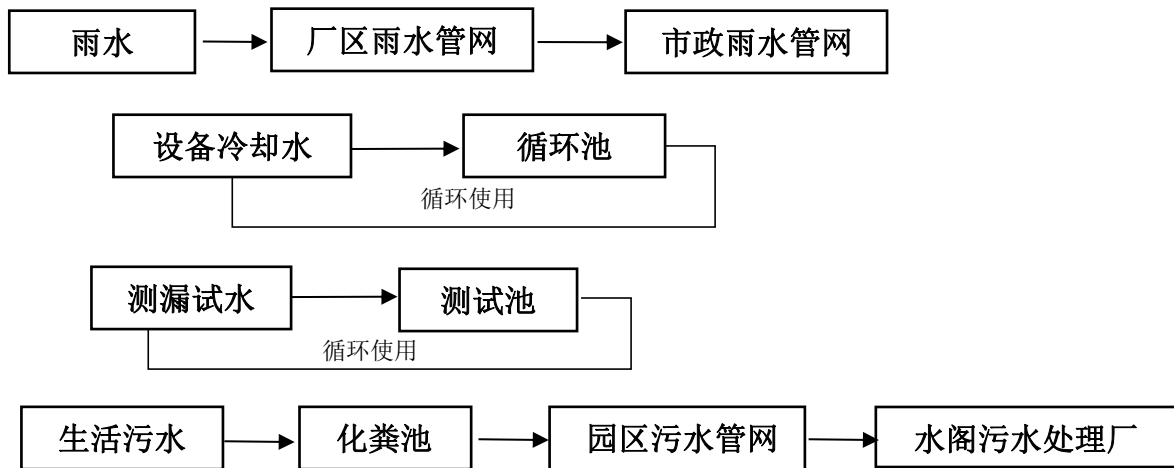 雨水
厂区雨水管网
市政雨水管网
设备冷却水
循环池
循环使用
测漏试水
测试池
循环使用
生活污水
化粪池
园区污水管网
水阁污水处理厂